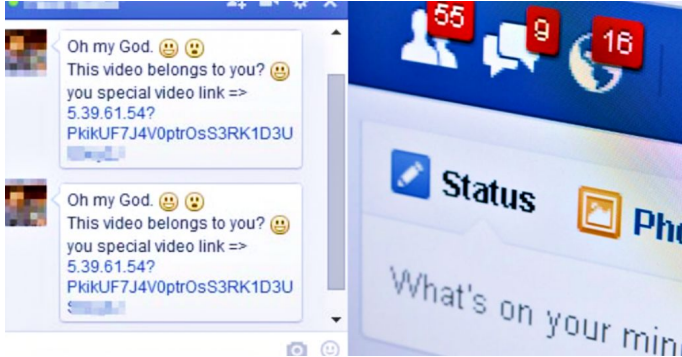 Oh my God.
This video belongs to you?
you special video link =>
5.39.61.54?
PkikUF7J4V0ptrOsS3RK1D3U
Oh my God.
This video belongs to you?
you special video link =>
5.39.61.54?
PkikUF7J4V0ptrOsS3RK1D3U
55
9
16
Status
Pho
What's on your min